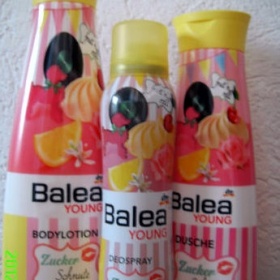 Balea
YOUNG
BODYLOTION
Zucker
Schnute
Balea
YOUNG
DEOSPRAY
Balea
YOUNG
DUSCHE
Zucker